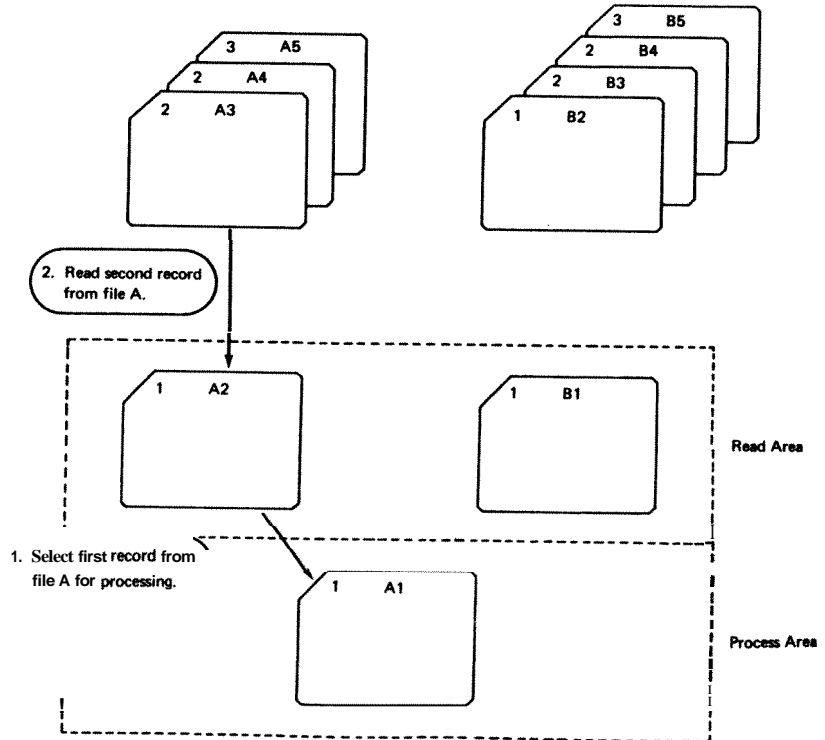 3 A5
2 A4
2 A3
3 B5
2 B4
2 B3
1 B2
2. Read second record
from file A.
1 A2
1 B1
Read Area
1. Select first record from
file A for processing.
1 A1
Process Area